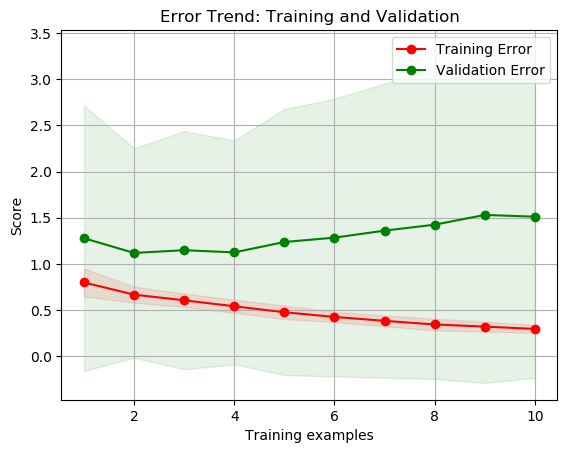 Error Trend: Training and Validation
3.5
3.0
2.5
2.0
1.5
1.0
0.5
0.0
Score
Training Error
Validation Error
2
4
6
8
10
Training examples